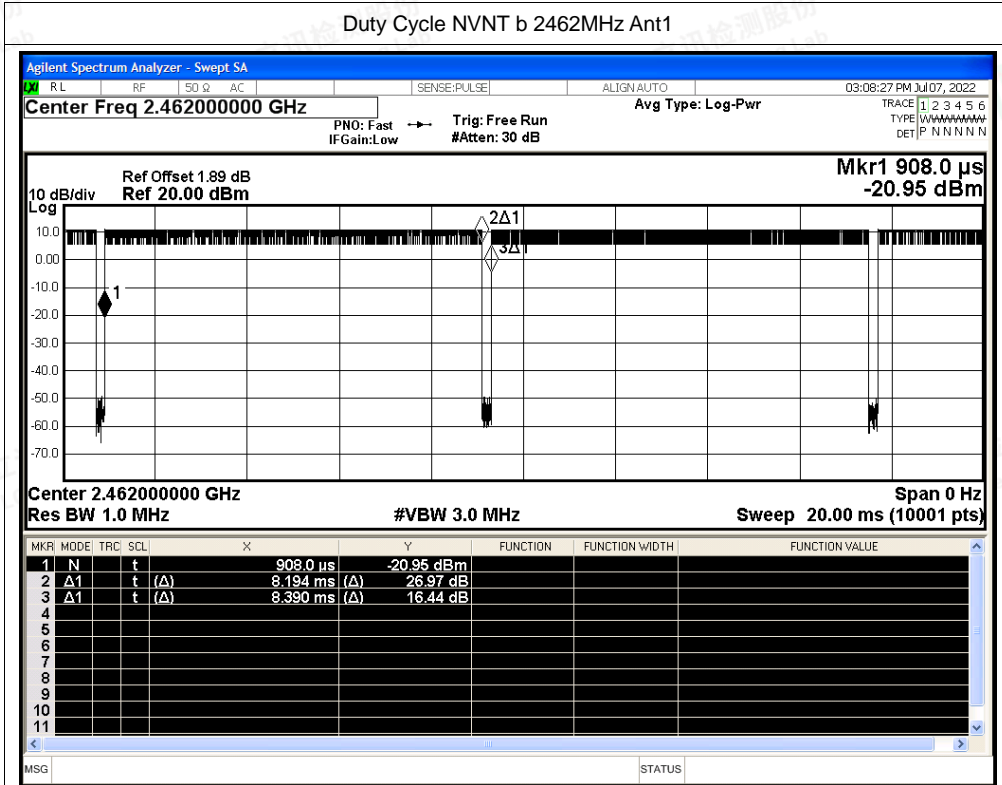 Duty Cycle NVNT b 2462MHz Ant1
Agilent Spectrum Analyzer - Swept SA
LXI RL RF 50 Ω AC SENSE:PULSE ALIGN AUTO 03:08:27 PM Jul 07, 2022
Center Freq 2.462000000 GHz Avg Type: Log-Pwr TRACE 1 2 3 4 5 6
PNO: Fast Trig: Free Run TYPE
IFGain:Low #Atten: 30 dB DET P N N N N N
Mkr1 908.0 µs
Ref Offset 1.89 dB -20.95 dBm
10 dB/div Ref 20.00 dBm
Log
2Δ1
10.0
3Δ1
0.00
-10.0
1
-20.0
-30.0
-40.0
-50.0
-60.0
-70.0
Center 2.462000000 GHz Span 0 Hz
Res BW 1.0 MHz #VBW 3.0 MHz Sweep 20.00 ms (10001 pts)
MKR MODE TRC SCL X Y FUNCTION FUNCTION WIDTH FUNCTION VALUE
1 N t 908.0 µs -20.95 dBm
2 Δ1 t (Δ) 8.194 ms (Δ) 26.97 dB
3 Δ1 t (Δ) 8.390 ms (Δ) 16.44 dB
4
5
6
7
8
9
10
11
MSG STATUS